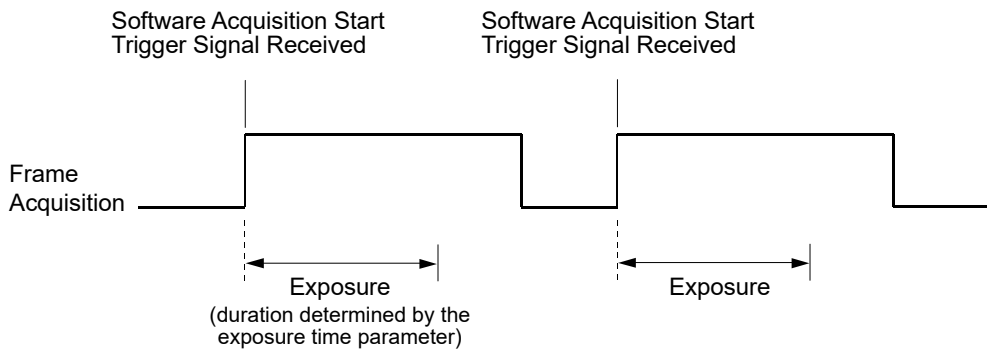 Software Acquisition Start
Trigger Signal Received
Software Acquisition Start
Trigger Signal Received
Frame
Acquisition
Exposure
(duration determined by the
exposure time parameter)
Exposure